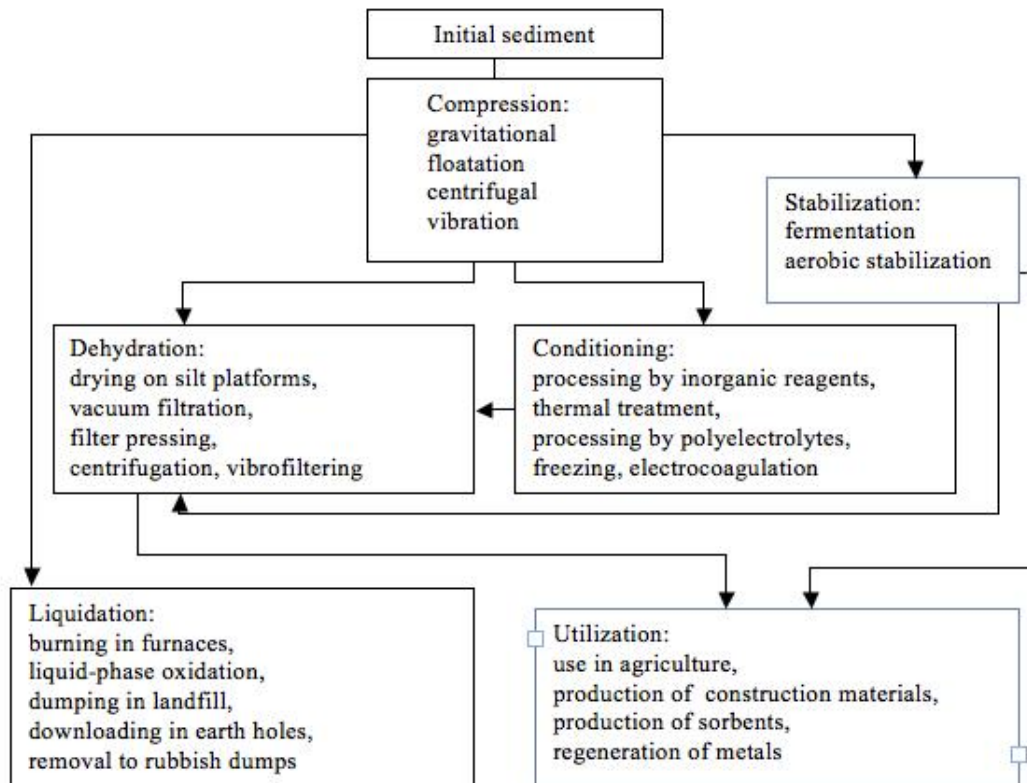 Initial sediment
Compression:
gravitational
floatation
centrifugal
vibration
Stabilization:
fermentation
aerobic stabilization
Dehydration:
drying on silt platforms,
vacuum filtration,
filter pressing,
centrifugation, vibrofiltering
Conditioning:
processing by inorganic reagents,
thermal treatment,
processing by polyelectrolytes,
freezing, electrocoagulation
Liquidation:
burning in furnaces,
liquid-phase oxidation,
dumping in landfill,
downloading in earth holes,
removal to rubbish dumps
Utilization:
use in agriculture,
production of  construction materials,
production of sorbents,
regeneration of metals